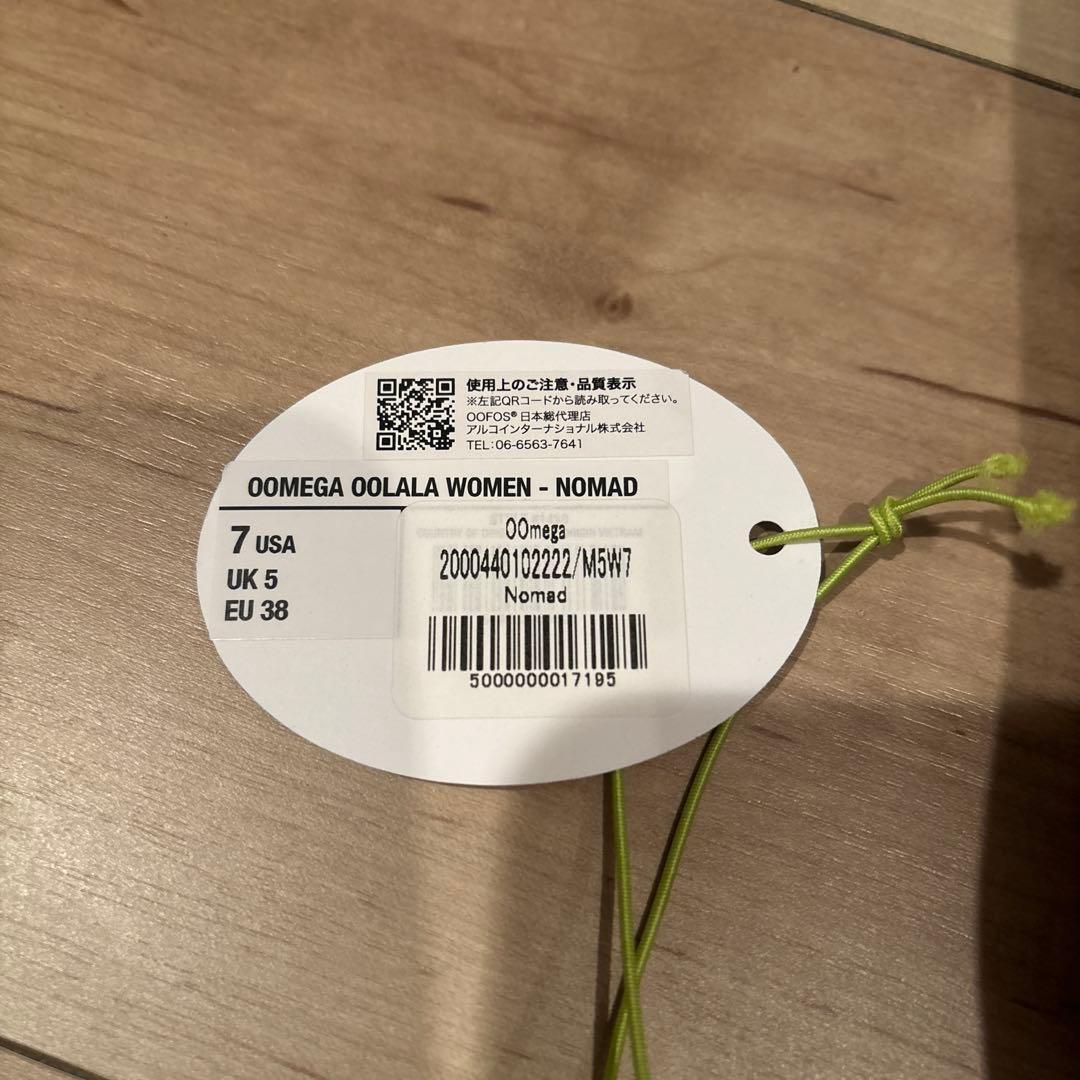 使用上のご注意・品質表示
※左記QRコードから読み取ってください。
OOFOS® 日本総代理店
アルコインターナショナル株式会社
TEL:06-6563-7641
OOMEGA OOLALA WOMEN - NOMAD
7 USA
UK 5
EU 38
OOmega
2000440102222/M5W7
Nomad
5000000017195